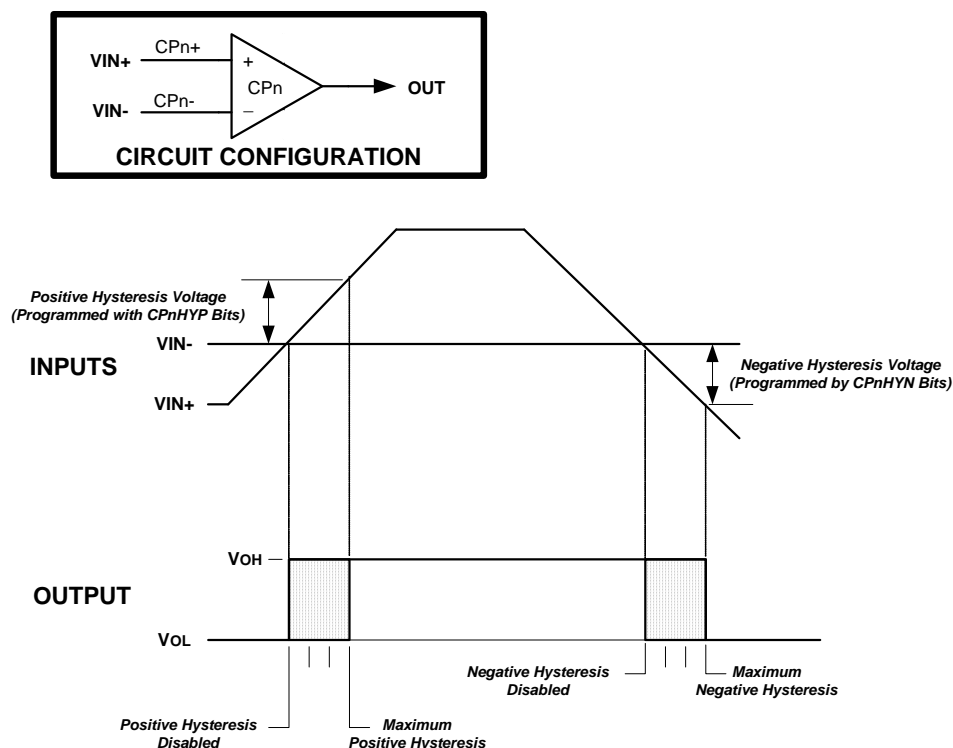 CPn+
VIN+
+
CPn
OUT
CPn-
VIN-
–
CIRCUIT CONFIGURATION
Positive Hysteresis Voltage
(Programmed with CPnHYP Bits)
VIN-
INPUTS
Negative Hysteresis Voltage
(Programmed by CPnHYN Bits)
VIN+
VOH
OUTPUT
VOL
Negative Hysteresis
Disabled
Maximum
Negative Hysteresis
Positive Hysteresis
Disabled
Maximum
Positive Hysteresis